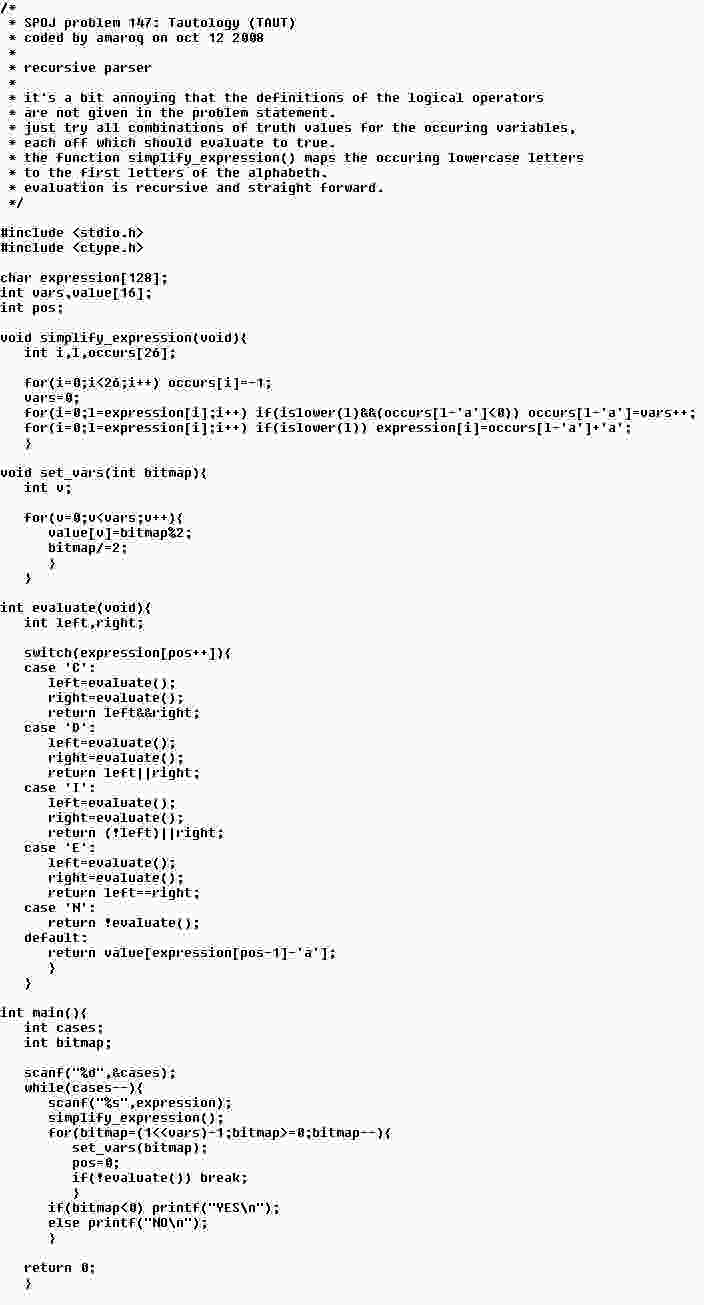 /*
 * SPOJ problem 147: Tautology (TAUT)
 * coded by amaroq on oct 12 2008
 *
 * recursive parser
 *
 * it's a bit annoying that the definitions of the logical operators
 * are not given in the problem statement.
 * just try all combinations of truth values for the occuring variables,
 * each off which should evaluate to true.
 * the function simplify_expression() maps the occuring lowercase letters
 * to the first letters of the alphabeth.
 * evaluation is recursive and straight forward.
 */

#include <stdio.h>
#include <ctype.h>

char expression[128];
int vars,value[16];
int pos;

void simplify_expression(void){
   int i,l,occurs[26];

   for(i=0;i<26;i++) occurs[i]=-1;
   vars=0;
   for(i=0;l=expression[i];i++) if(islower(l)&&(occurs[l-'a']<0)) occurs[l-'a']=vars++;
   for(i=0;l=expression[i];i++) if(islower(l)) expression[i]=occurs[l-'a']+'a';
   }

void set_vars(int bitmap){
   int v;

   for(v=0;v<vars;v++){
      value[v]=bitmap%2;
      bitmap/=2;
      }
   }

int evaluate(void){
   int left,right;

   switch(expression[pos++]){
   case 'C':
      left=evaluate();
      right=evaluate();
      return left&&right;
   case 'D':
      left=evaluate();
      right=evaluate();
      return left||right;
   case 'I':
      left=evaluate();
      right=evaluate();
      return (!left)||right;
   case 'E':
      left=evaluate();
      right=evaluate();
      return left==right;
   case 'N':
      return !evaluate();
   default:
      return value[expression[pos-1]-'a'];
      }
   }

int main(){
   int cases;
   int bitmap;

   scanf("%d",&cases);
   while(cases--){
      scanf("%s",expression);
      simplify_expression();
      for(bitmap=(1<<vars)-1;bitmap>=0;bitmap--){
         set_vars(bitmap);
         pos=0;
         if(!evaluate()) break;
         }
      if(bitmap<0) printf("YES\n");
      else printf("NO\n");
      }

   return 0;
   }